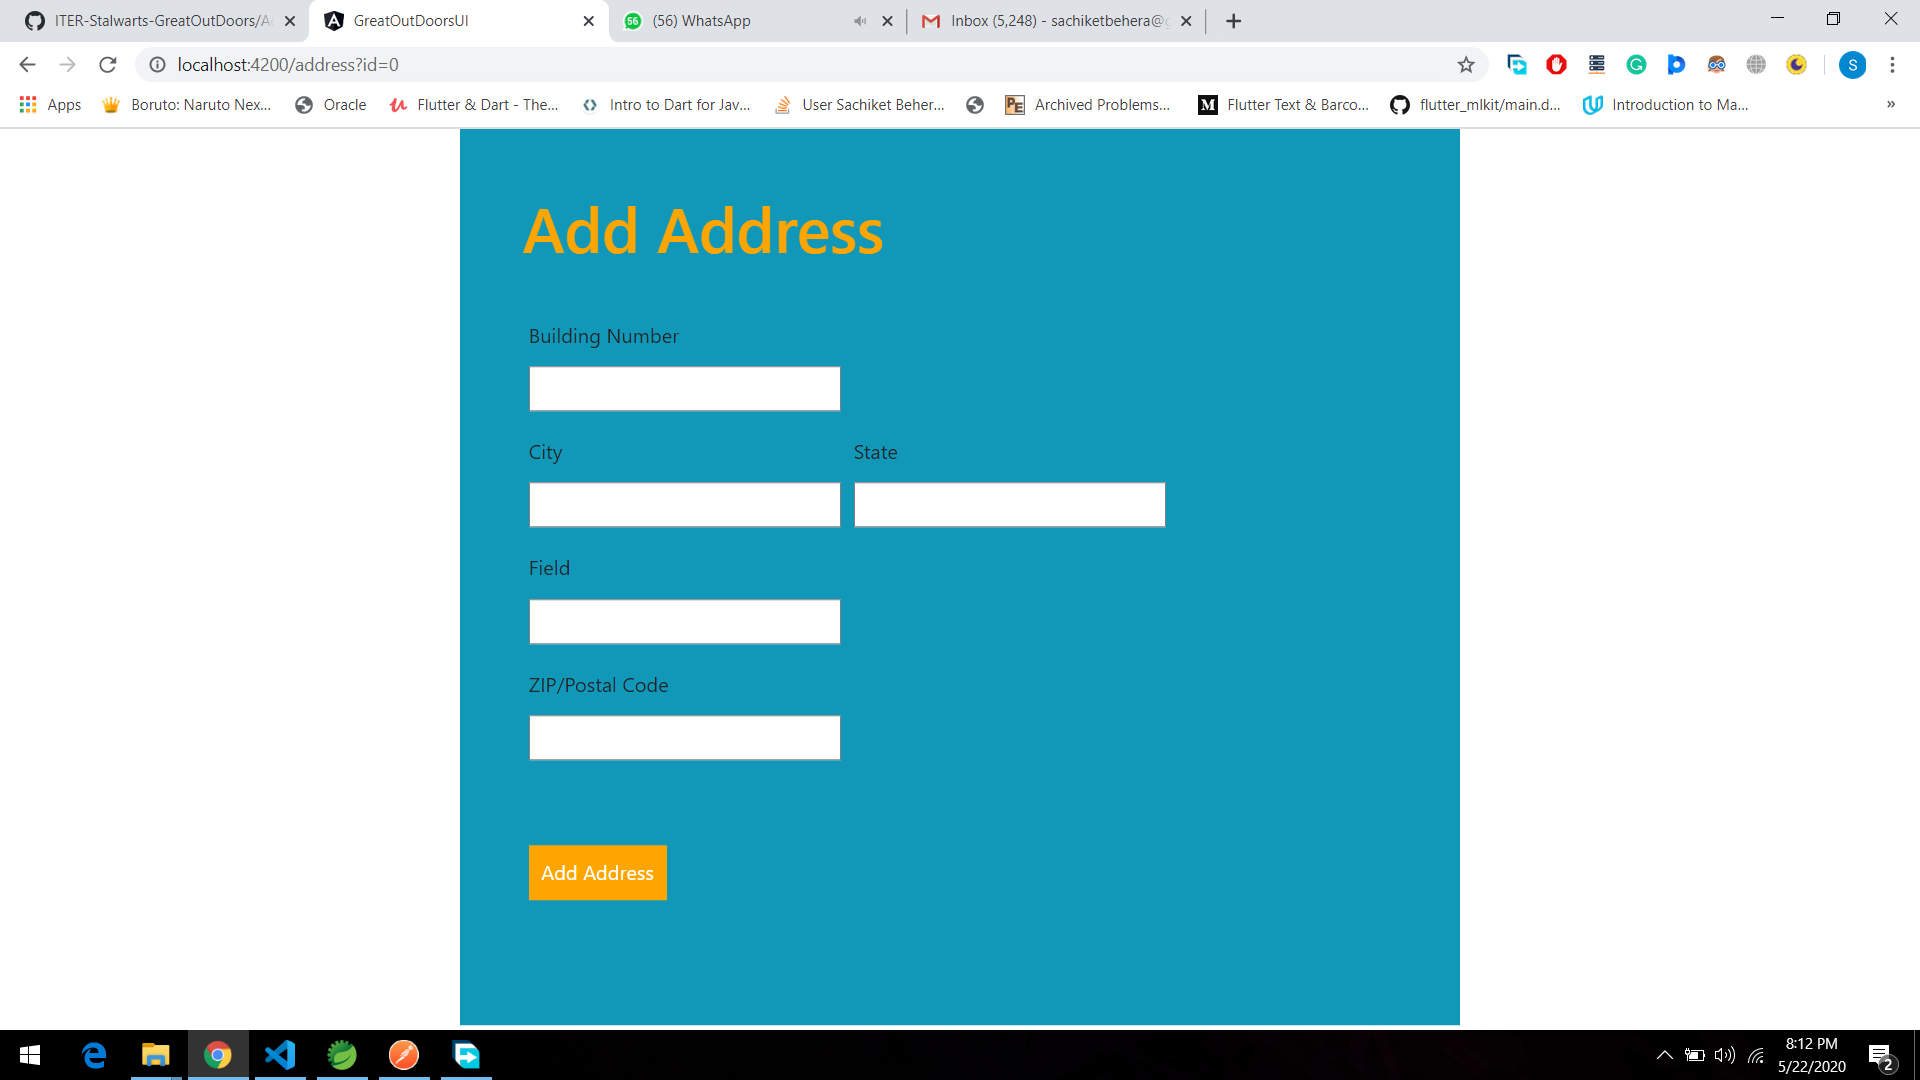 ITER-Stalwarts-GreatOutDoors/A
GreatOutDoorsUI
(56) WhatsApp
Inbox (5,248) - sachiketbehera@g
localhost:4200/address?id=0
S
Apps
Boruto: Naruto Nex...
Oracle
Flutter & Dart - The...
Intro to Dart for Jav...
User Sachiket Beher...
Archived Problems...
Flutter Text & Barco...
flutter_mlkit/main.d...
Introduction to Ma...
»
Add Address
Building Number
City
State
Field
ZIP/Postal Code
Add Address
8:12 PM
5/22/2020
2